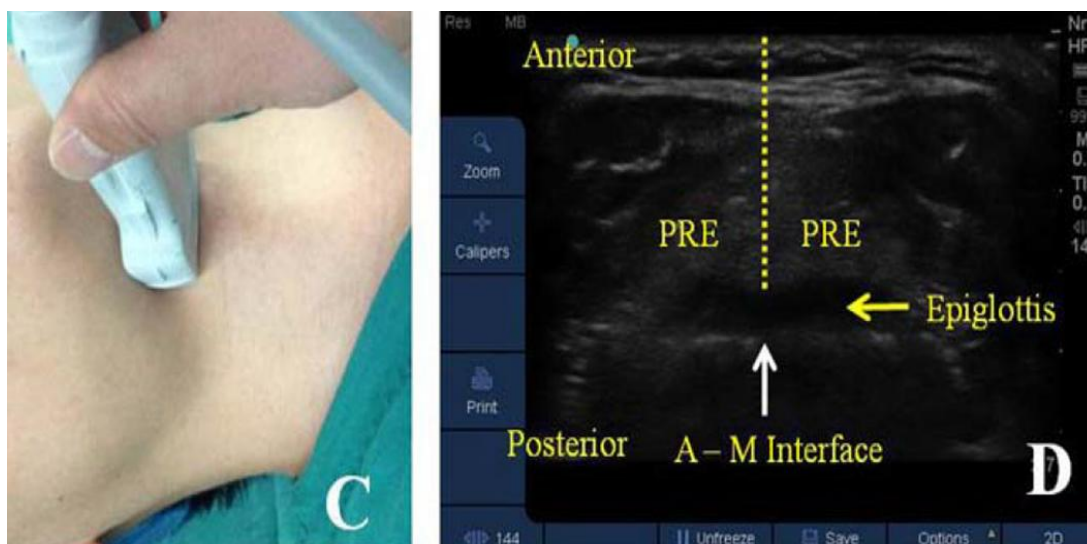 C
Res MB
Anterior
Zoom
PRE PRE
Calipers
Epiglottis
Print
Posterior A – M Interface
D
144 Unfreeze Save Options 2D